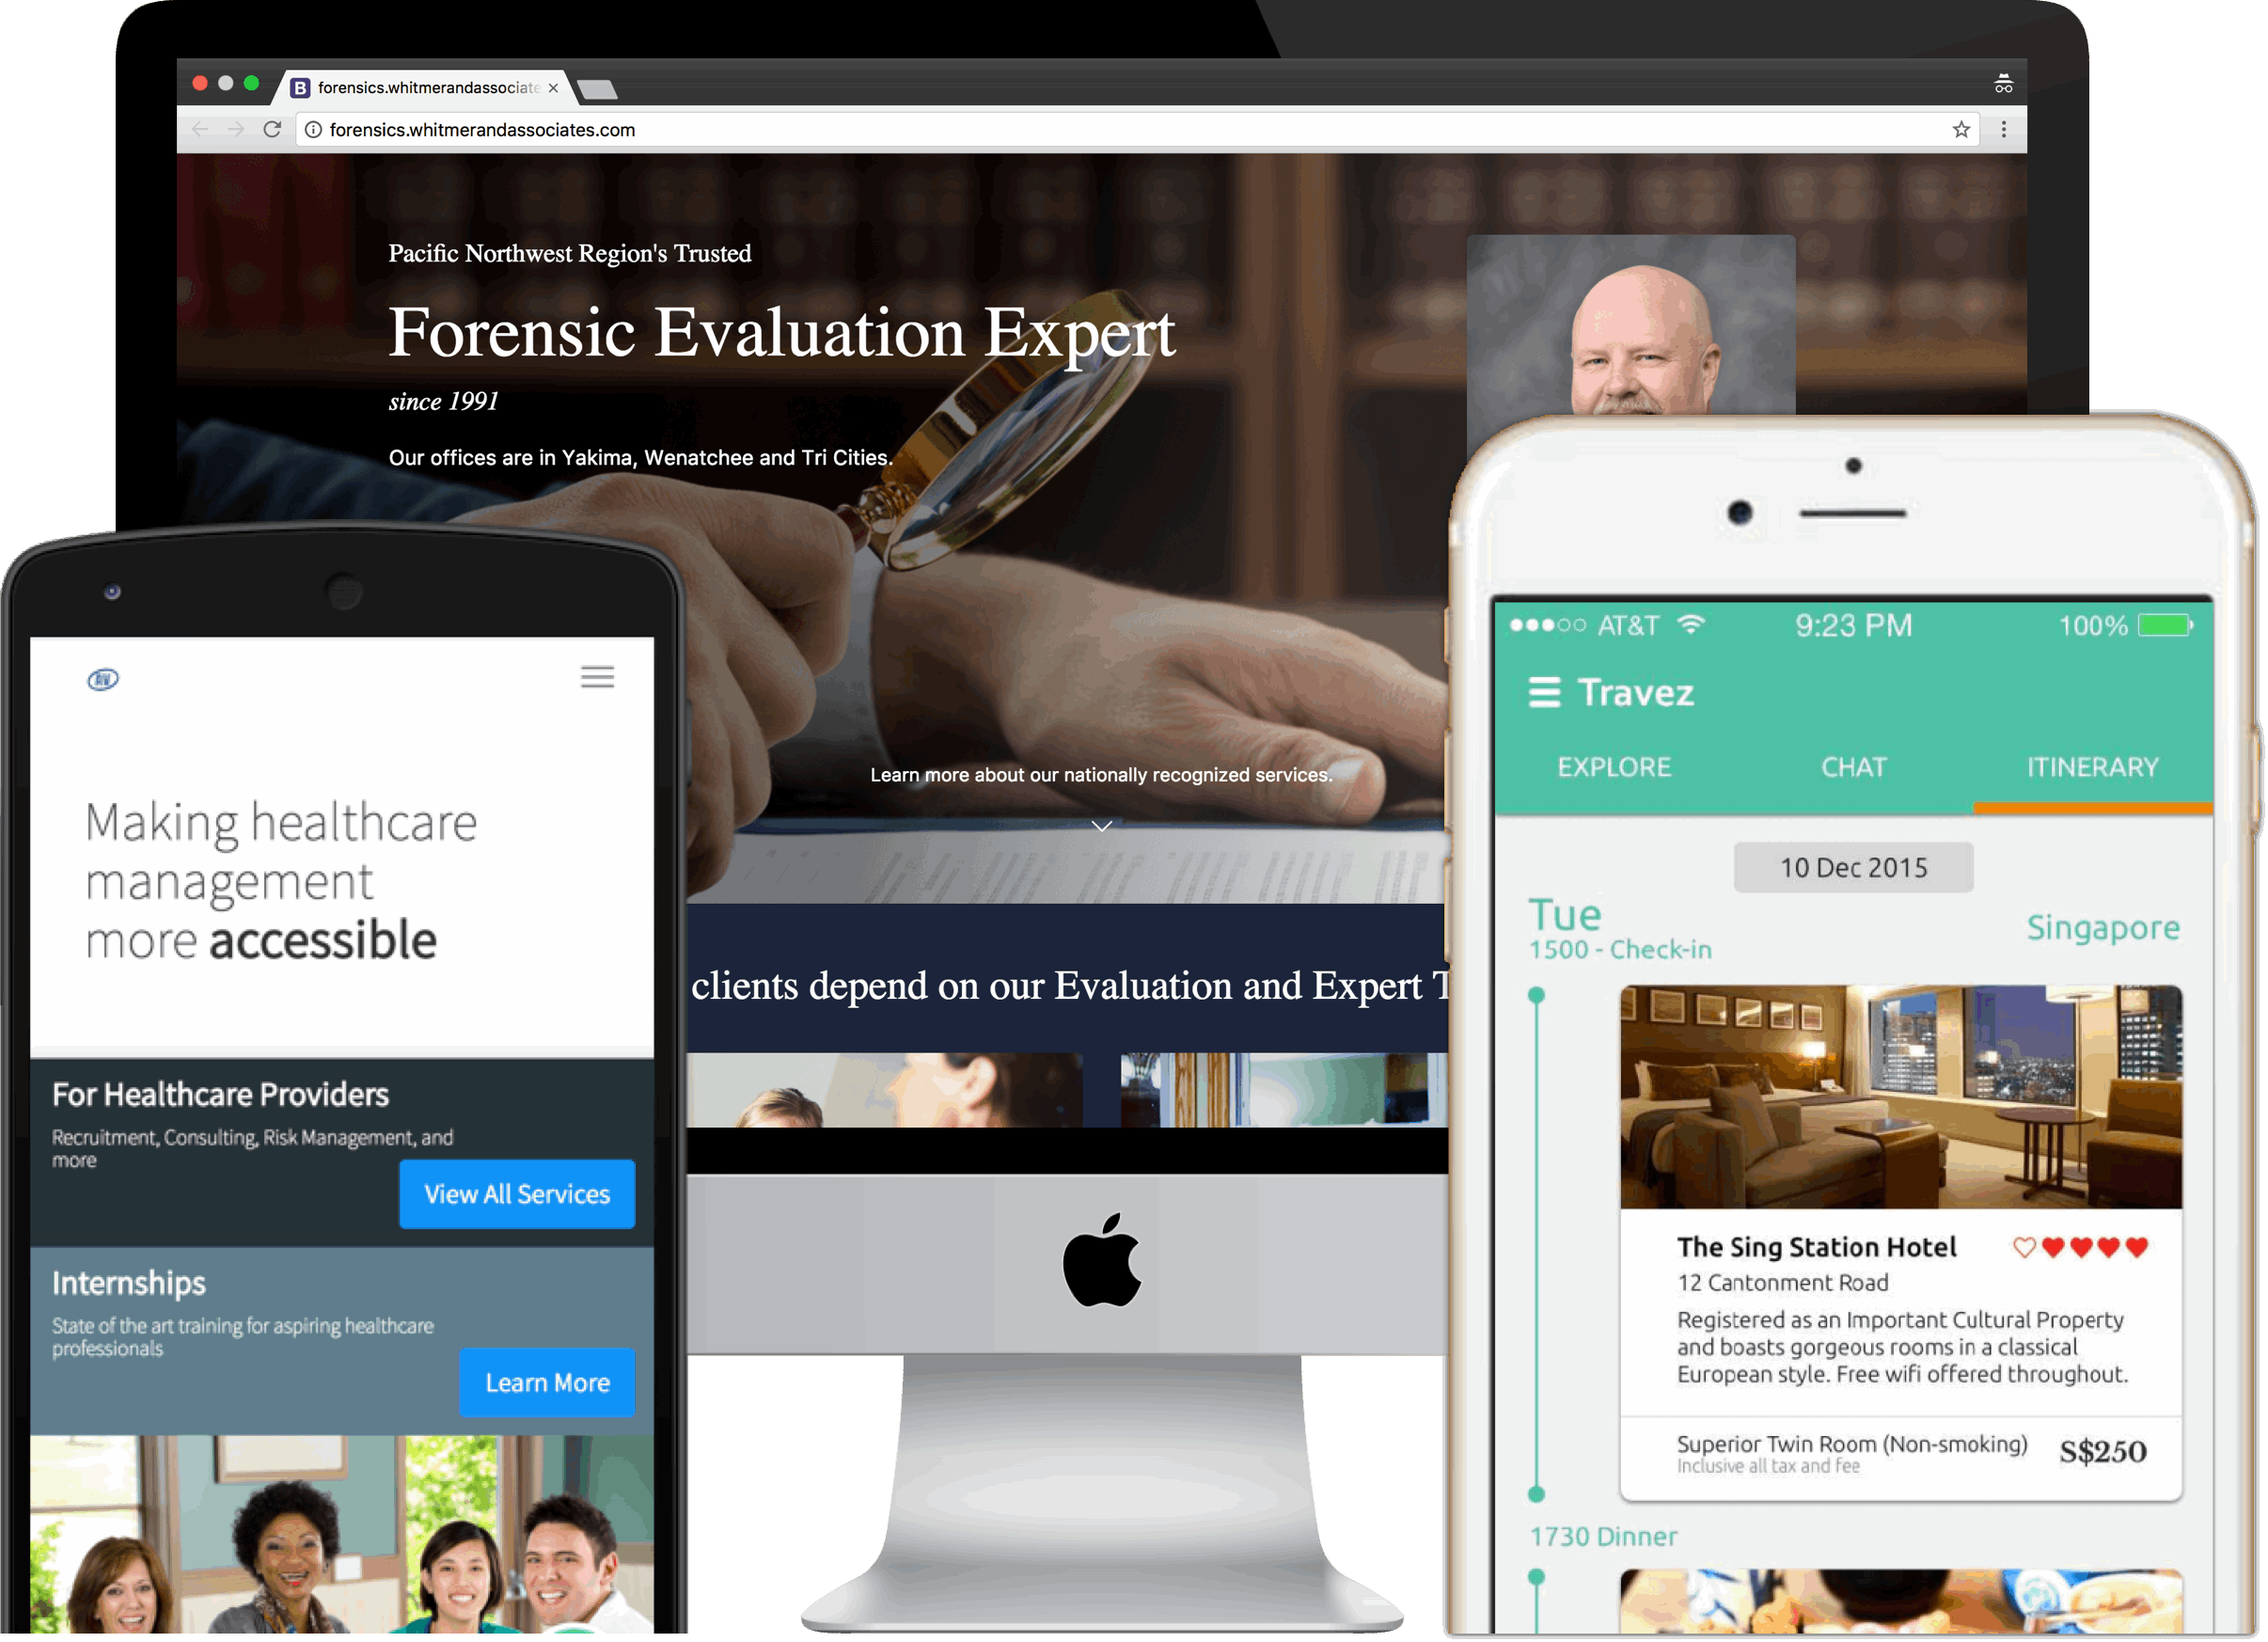 forensics.whitmerandassociate
forensics.whitmerandassociates.com
Pacific Northwest Region's Trusted
Forensic Evaluation Expert
since 1991
Our offices are in Yakima, Wenatchee and Tri Cities.
Learn more about our nationally recognized services.
clients depend on our Evaluation and Expert T
Making healthcare
management
more accessible
For Healthcare Providers
Recruitment, Consulting, Risk Management, and
more
View All Services
Internships
State of the art training for aspiring healthcare
professionals
Learn More
AT&T 9:23 PM 100%
Travez
EXPLORE CHAT ITINERARY
10 Dec 2015
Tue
1500 - Check-in
Singapore
The Sing Station Hotel
12 Cantonment Road
Registered as an Important Cultural Property
and boasts gorgeous rooms in a classical
European style. Free wifi offered throughout.
Superior Twin Room (Non-smoking) S$250
Inclusive all tax and fee
1730 Dinner